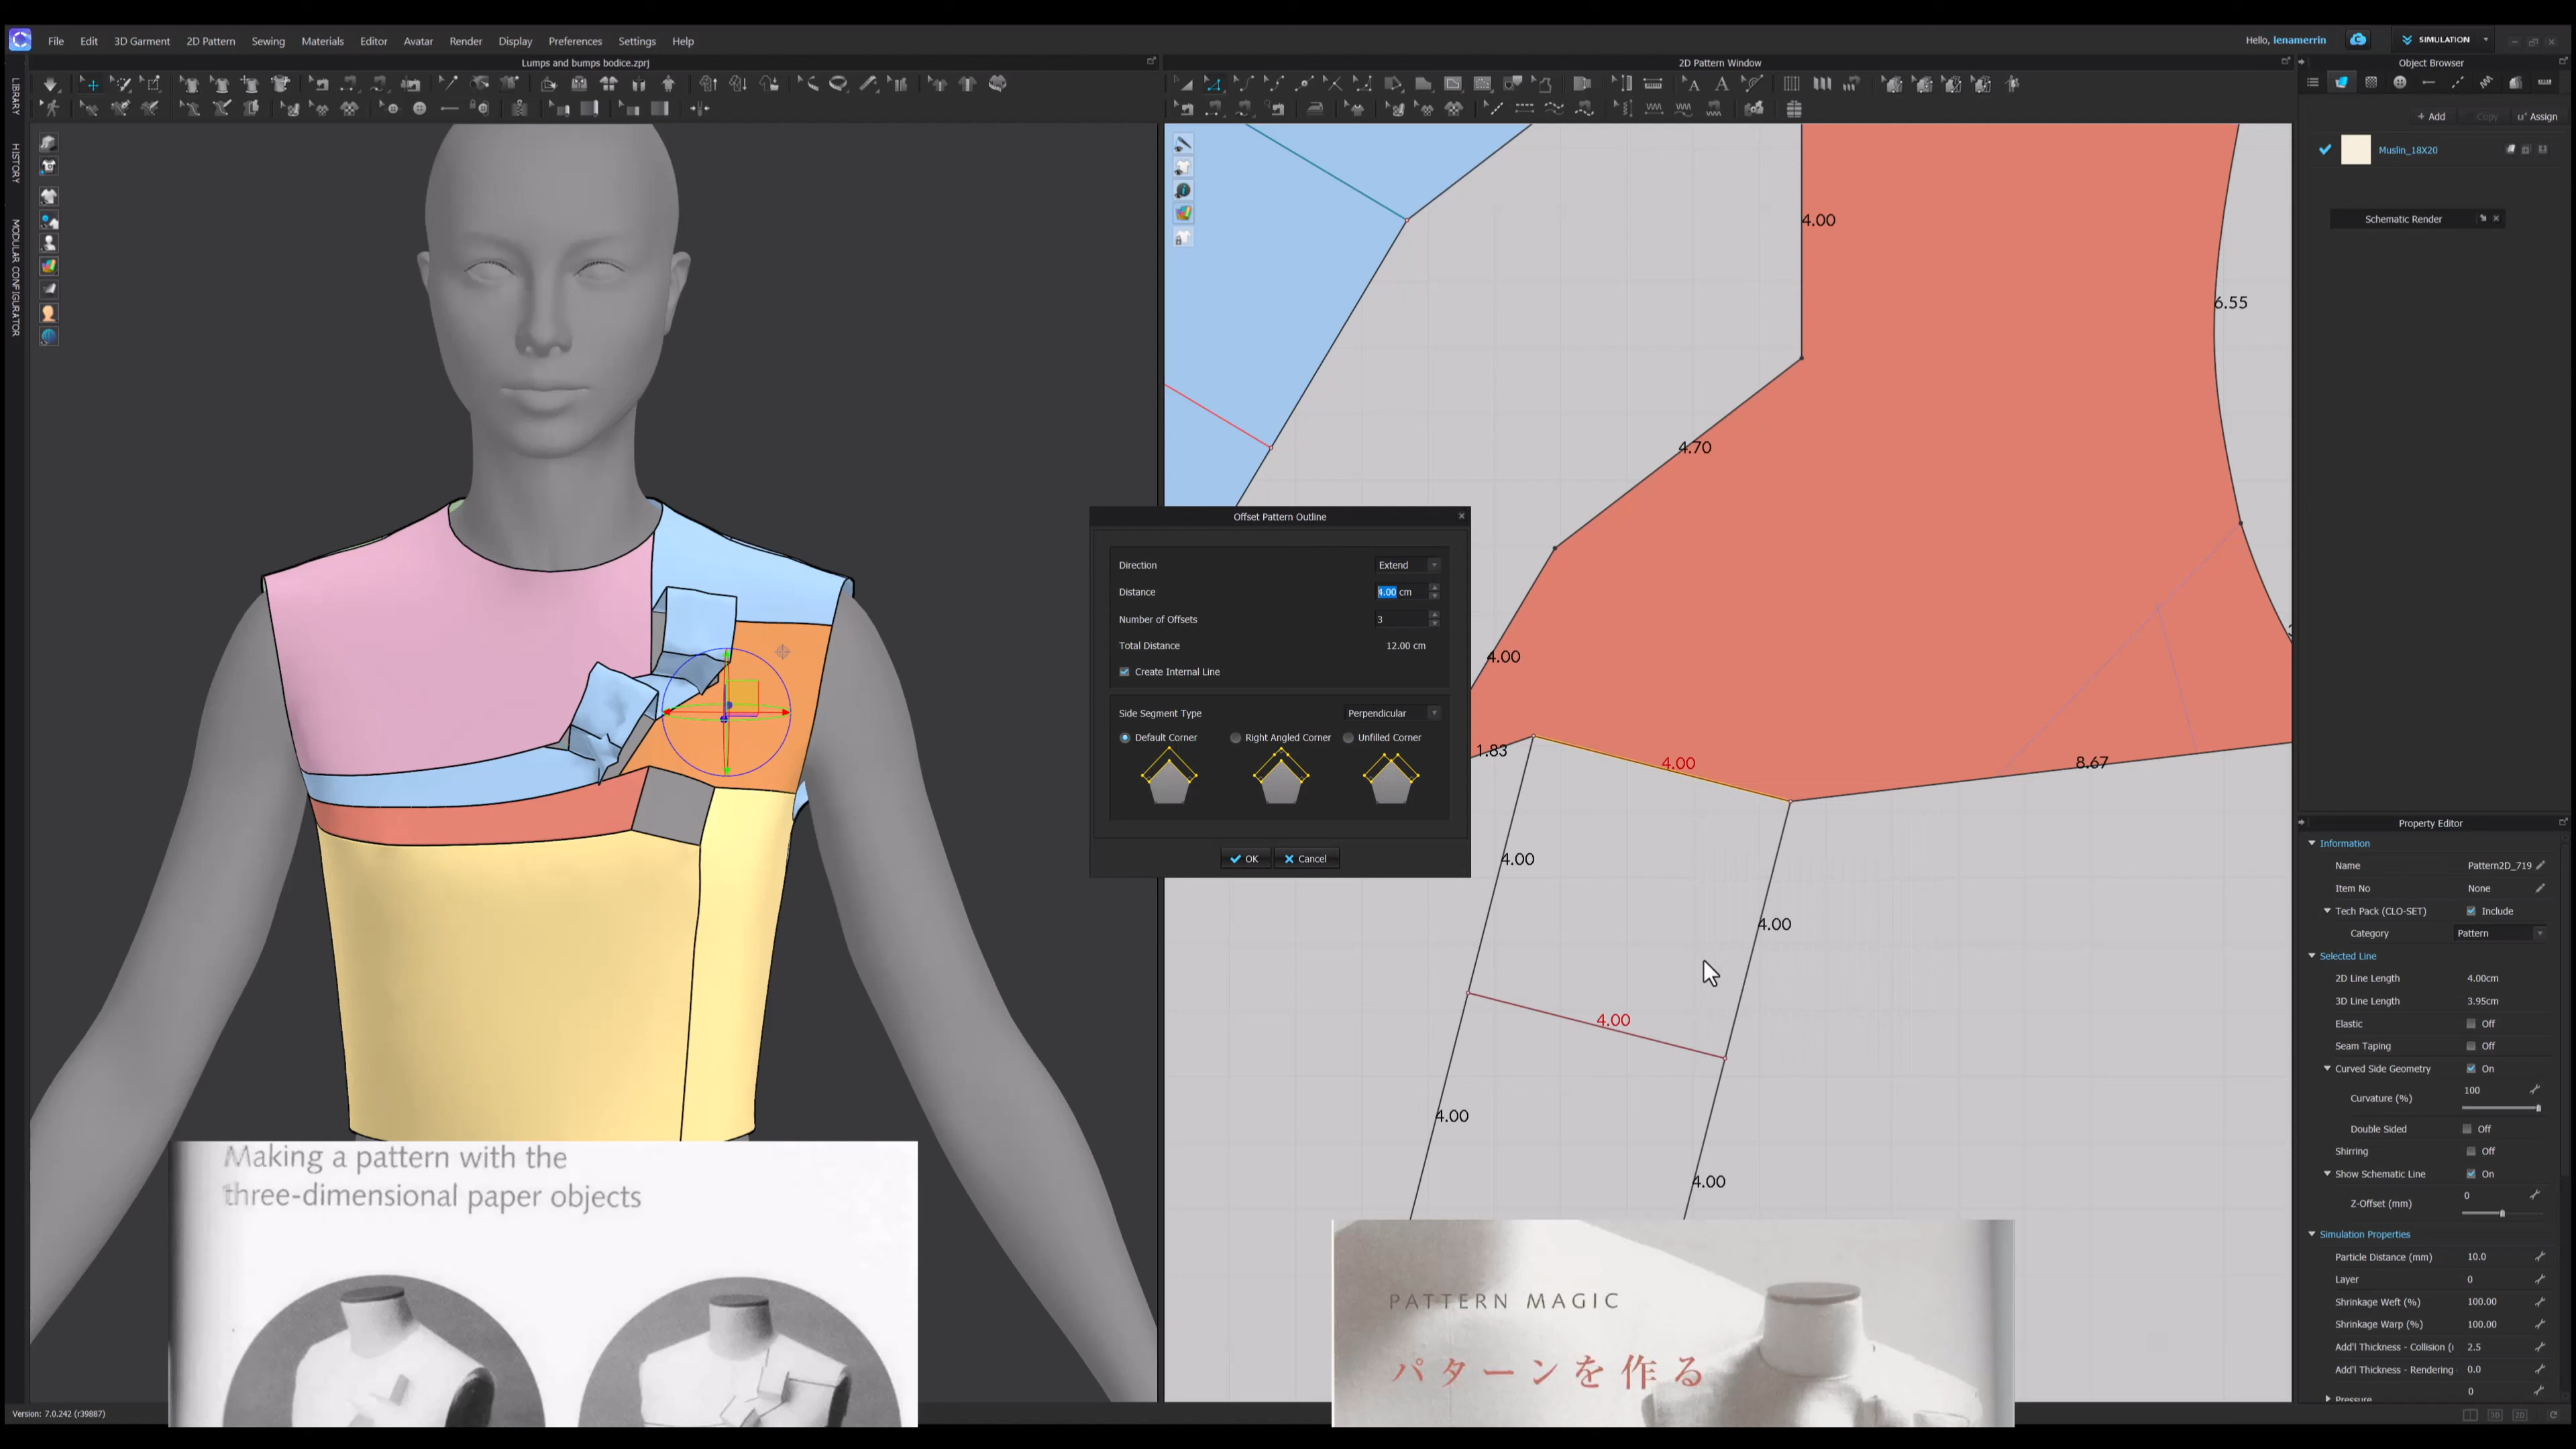 File Edit 3D Garment 2D Pattern Sewing Materials Editor Avatar Render Display Preferences Settings Help
Hello, lenamerrin
SIMULATION
Lumps and bumps bodice.zprj
2D Pattern Window
Object Browser
LIBRARY
HISTORY
MODULAR CONFIGURATOR
+ Add
Copy
Assign
Muslin_18X20
Schematic Render
4.00
6.55
4.70
4.00
1.83
4.00
8.67
4.00
4.00
4.00
4.00
4.00
Offset Pattern Outline
Direction Extend
Distance 4.00 cm
Number of Offsets 3
Total Distance 12.00 cm
Create Internal Line
Side Segment Type Perpendicular
Default Corner Right Angled Corner Unfilled Corner
OK Cancel
Property Editor
Information
Name Pattern2D_719
Item No None
Tech Pack (CLO-SET) Include
Category Pattern
Selected Line
2D Line Length 4.00cm
3D Line Length 3.95cm
Elastic Off
Seam Taping Off
Curved Side Geometry On
Curvature (%) 100
Double Sided Off
Shirring Off
Show Schematic Line On
Z-Offset (mm) 0
Simulation Properties
Particle Distance (mm) 10.0
Layer 0
Shrinkage Weft (%) 100.00
Shrinkage Warp (%) 100.00
Add'l Thickness - Collision (r 2.5
Add'l Thickness - Rendering 0.0
Pressure 0
Making a pattern with the
three-dimensional paper objects
PATTERN MAGIC
パターンを作る
Version: 7.0.242 (r39887)
3D 2D